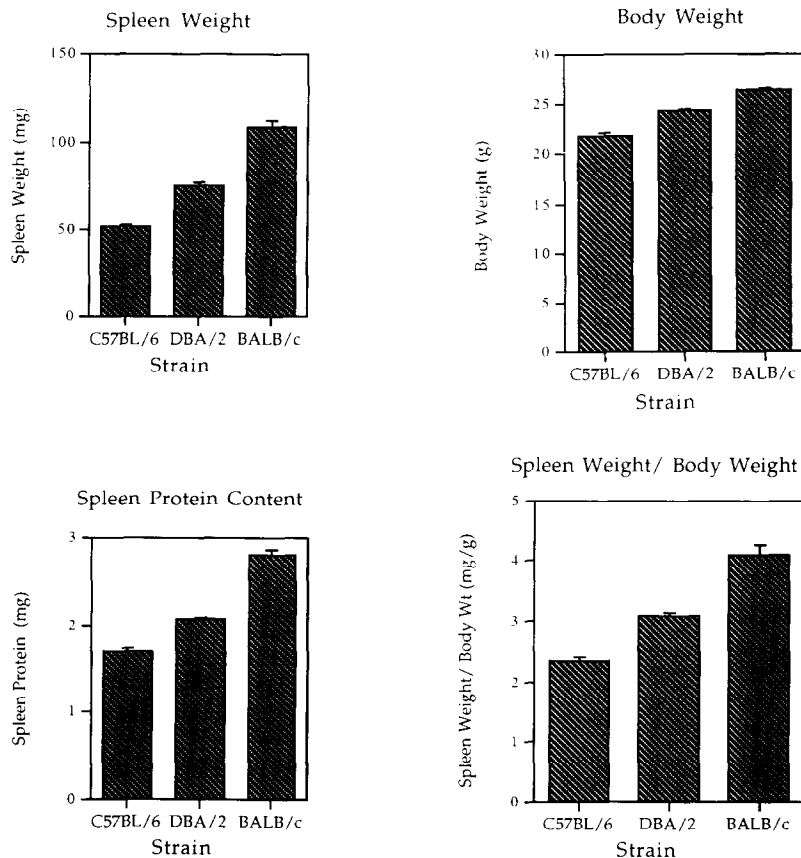 Spleen Weight
150
100
50
0
Spleen Weight (mg)
C57BL/6 DBA/2 BALB/c
Strain
Body Weight
30
25
20
15
10
5
0
Body Weight (g)
C57BL/6 DBA/2 BALB/c
Strain
Spleen Protein Content
3
2
1
0
Spleen Protein (mg)
C57BL/6 DBA/2 BALB/c
Strain
Spleen Weight/ Body Weight
5
4
3
2
1
0
Spleen Weight/ Body Wt (mg/g)
C57BL/6 DBA/2 BALB/c
Strain